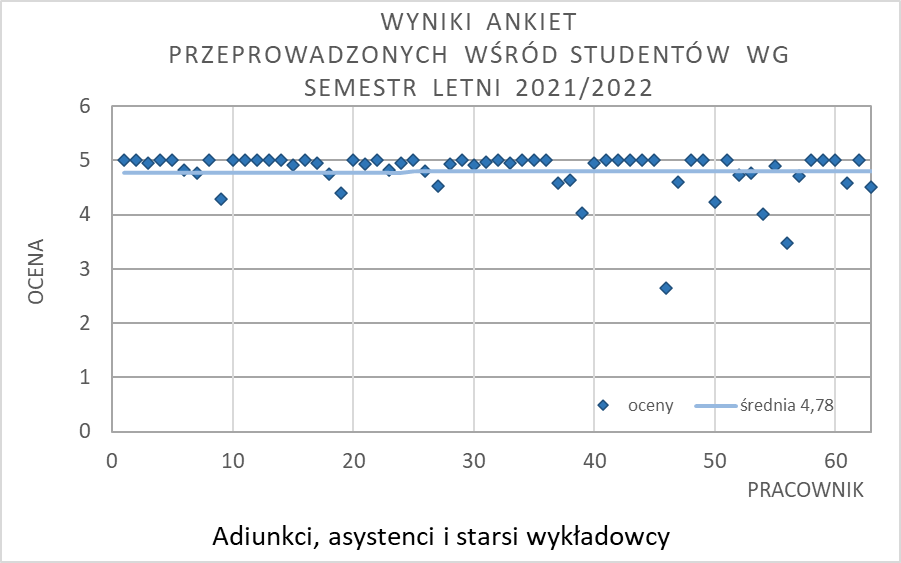 WYNIKI ANKIET
PRZEPROWADZONYCH WŚRÓD STUDENTÓW WG
SEMESTR LETNI 2021/2022
6
5
4
3
2
1
0
OCENA
oceny
średnia 4,78
0 10 20 30 40 50 60
PRACOWNIK
Adiunkci, asystenci i starsi wykładowcy